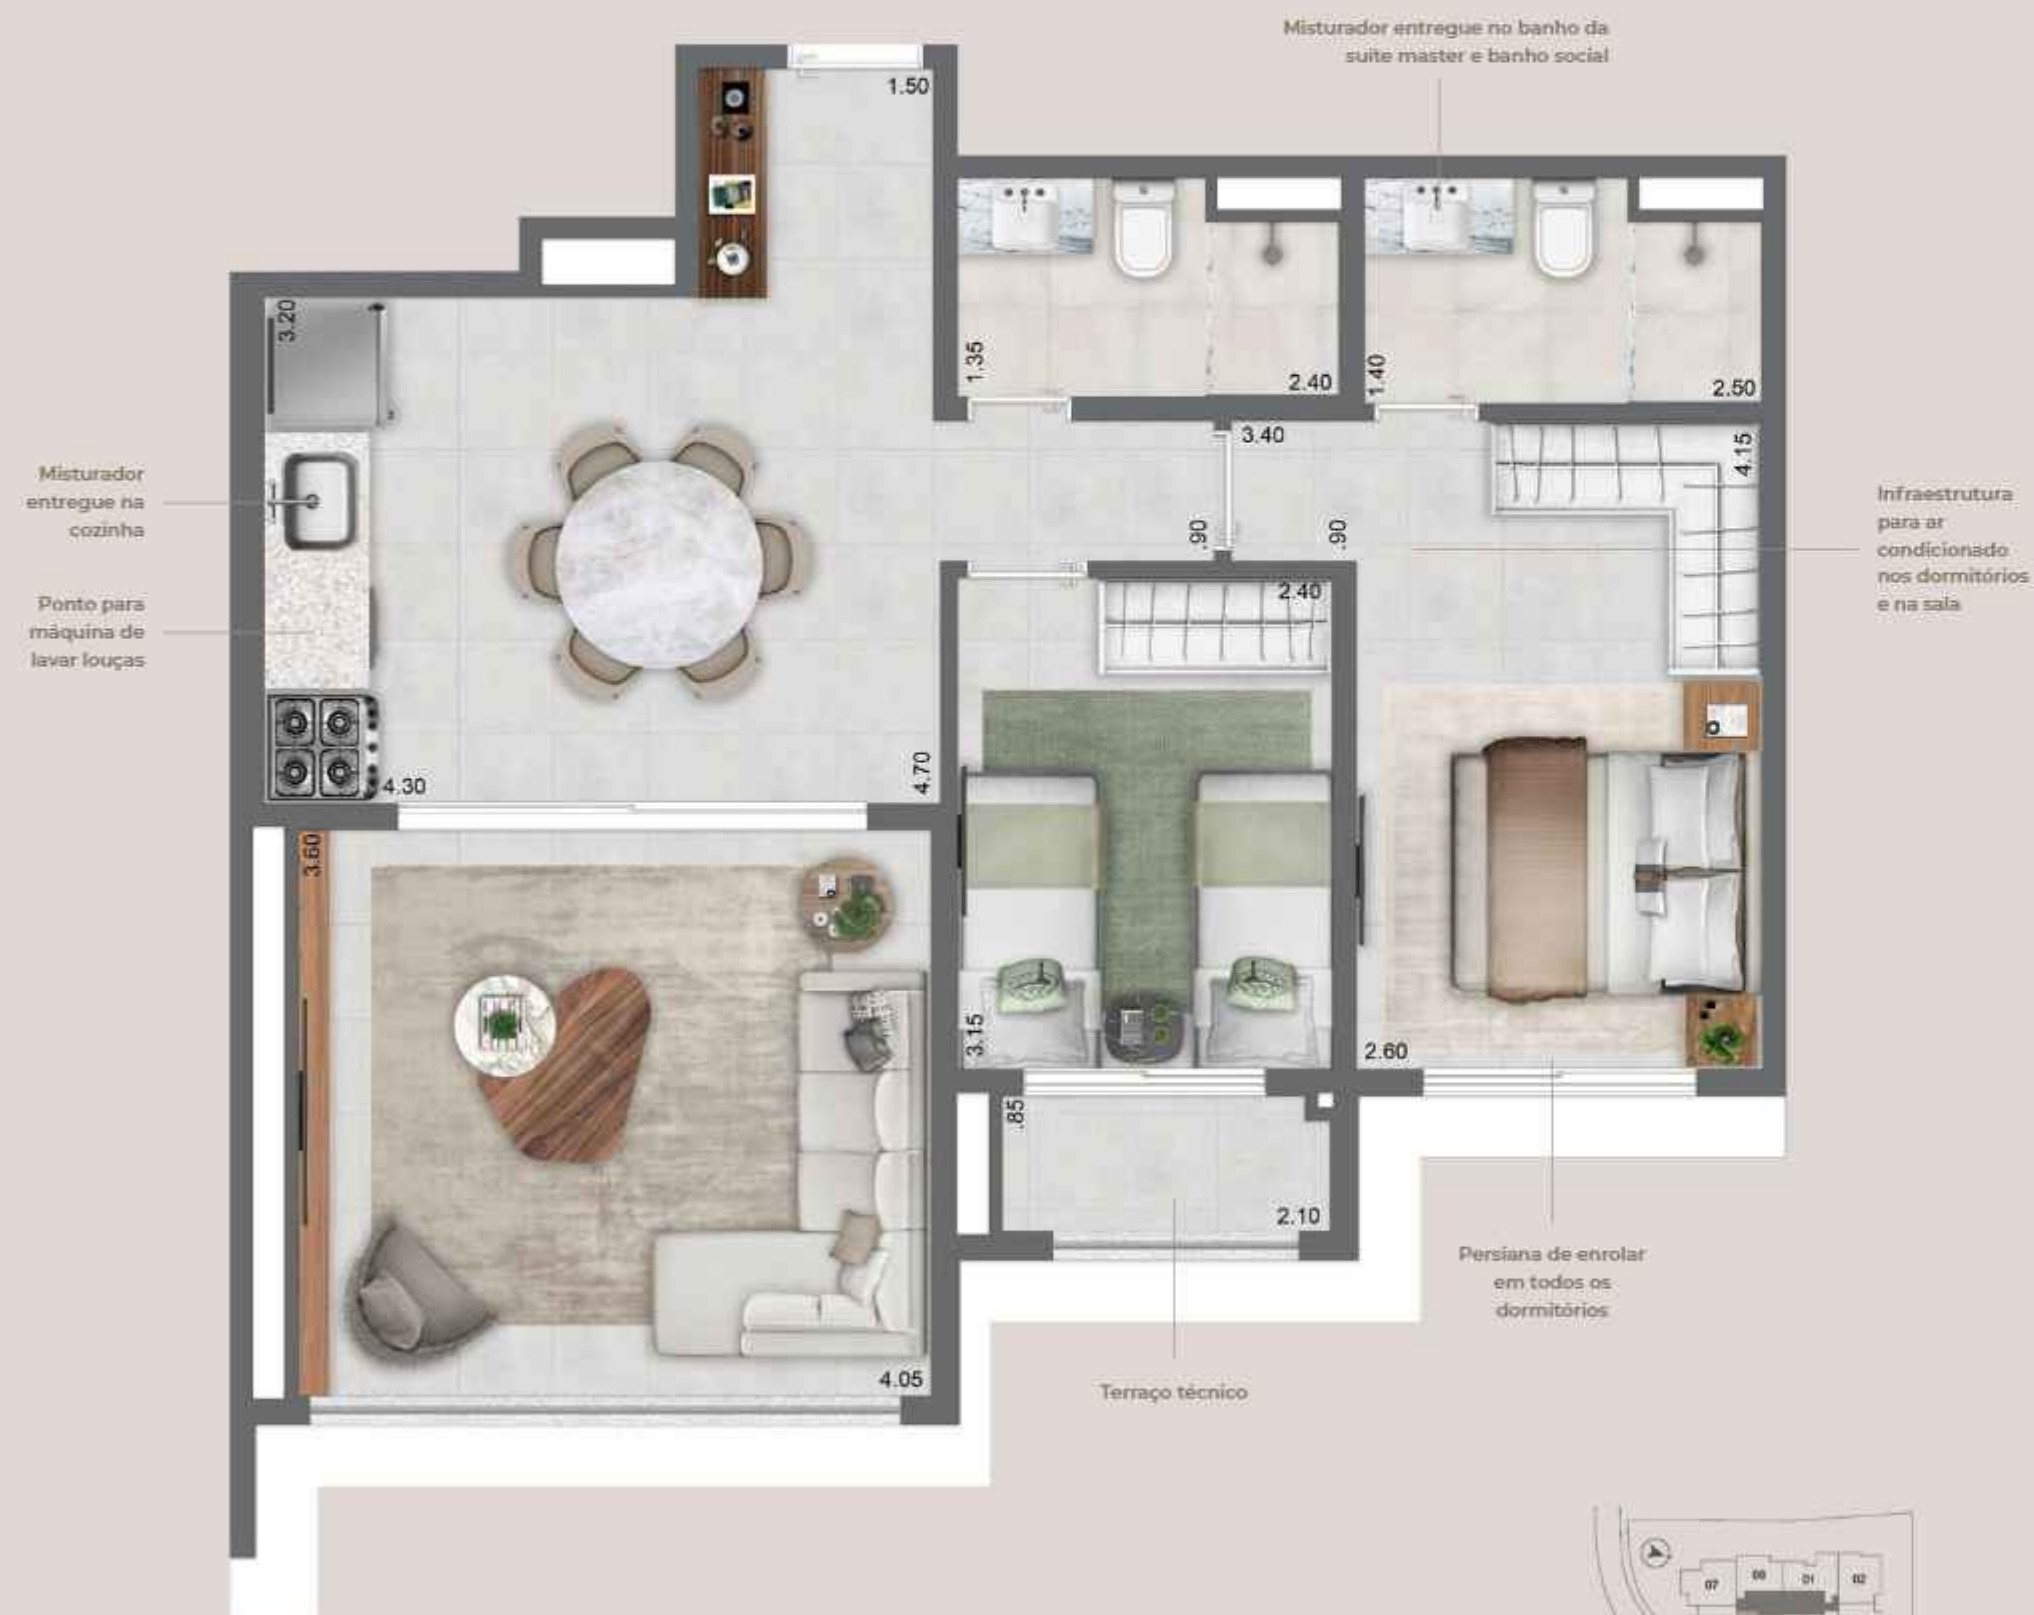 Misturador entregue no banho da
suíte master e banho social
1.50
3.20
1.35
2.40
1.40
2.50
3.40
4.15
Misturador
entregue na
cozinha
.90
.90
Infraestrutura
para ar
condicionado
nos dormitórios
e na sala
Ponto para
máquina de
lavar louças
2.40
4.30
4.70
3.60
3.15
2.60
.85
2.10
4.05
Persiana de enrolar
em todos os
dormitórios
Terraço técnico
07
01
02